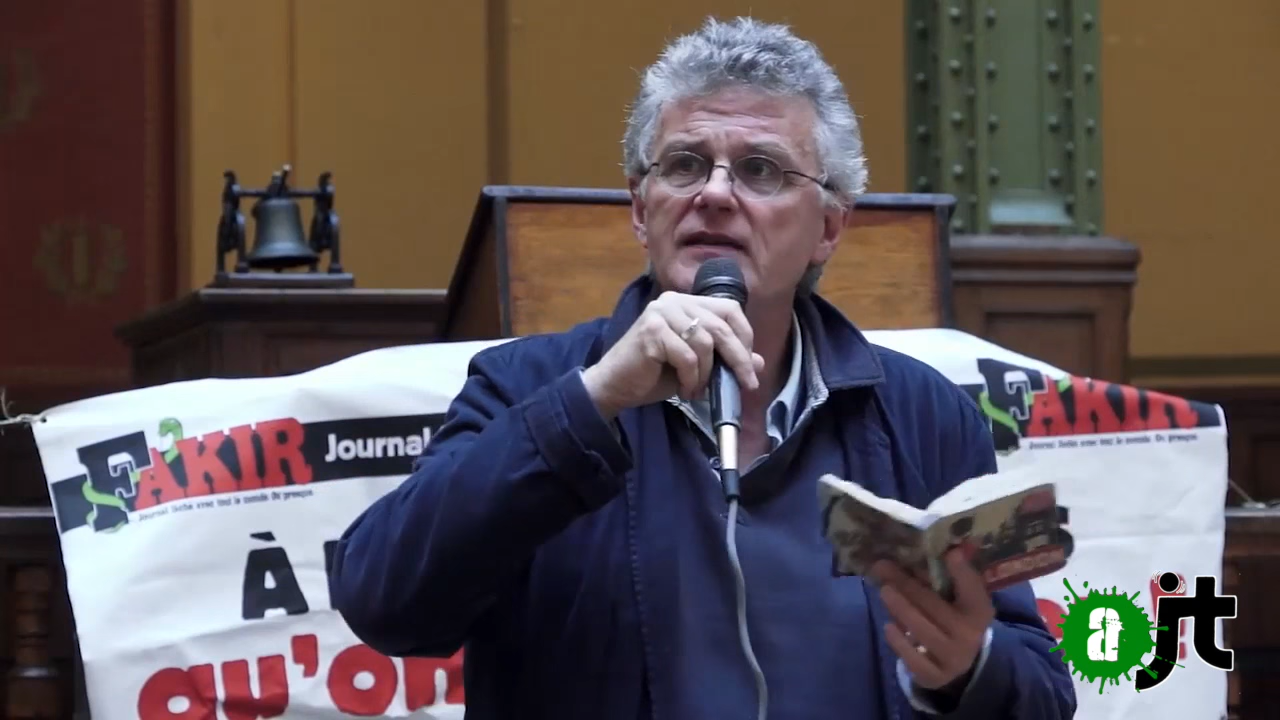 FAKIR Journal
Journal fâché avec tout le monde. Ou presque.
À
qu'on
FAKIR
Journal fâché avec tout le monde. Ou presque.
ajt